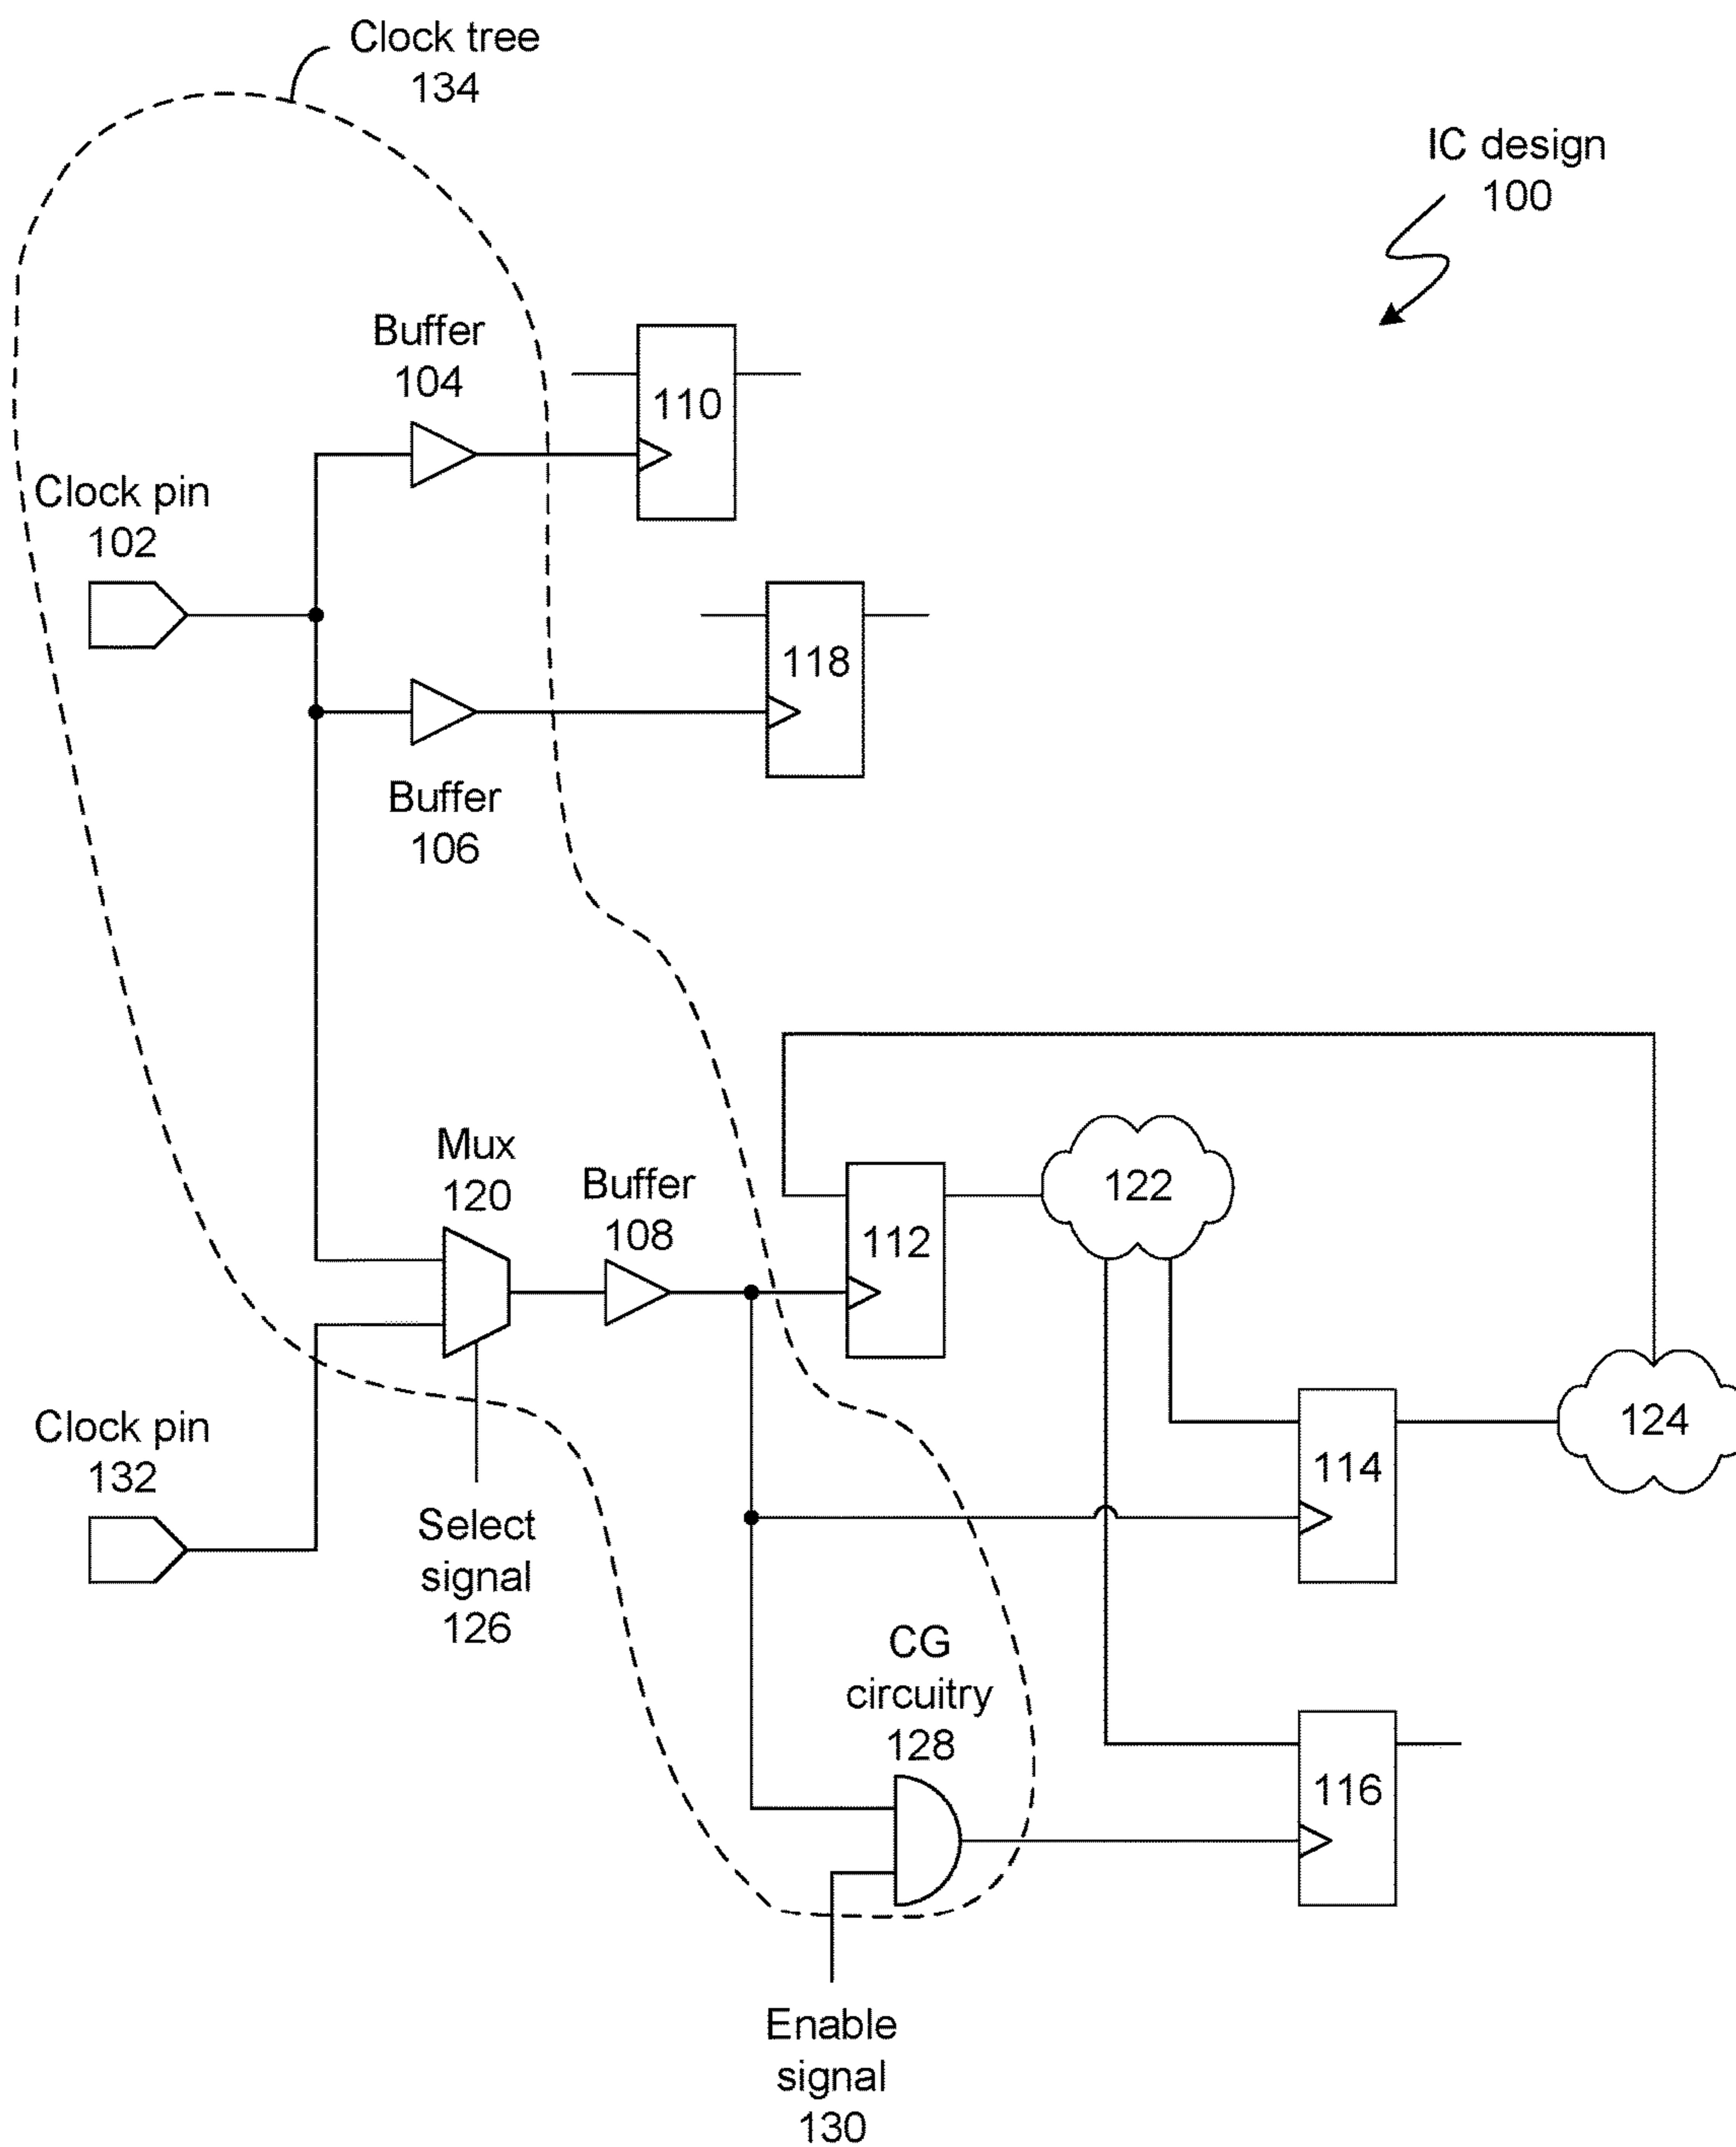 Clock tree
134
IC design
100
Buffer
104
110
Clock pin
102
118
Buffer
106
Mux
120
Buffer
108
112
122
124
114
Clock pin
132
Select
signal
126
CG
circuitry
128
116
Enable
signal
130